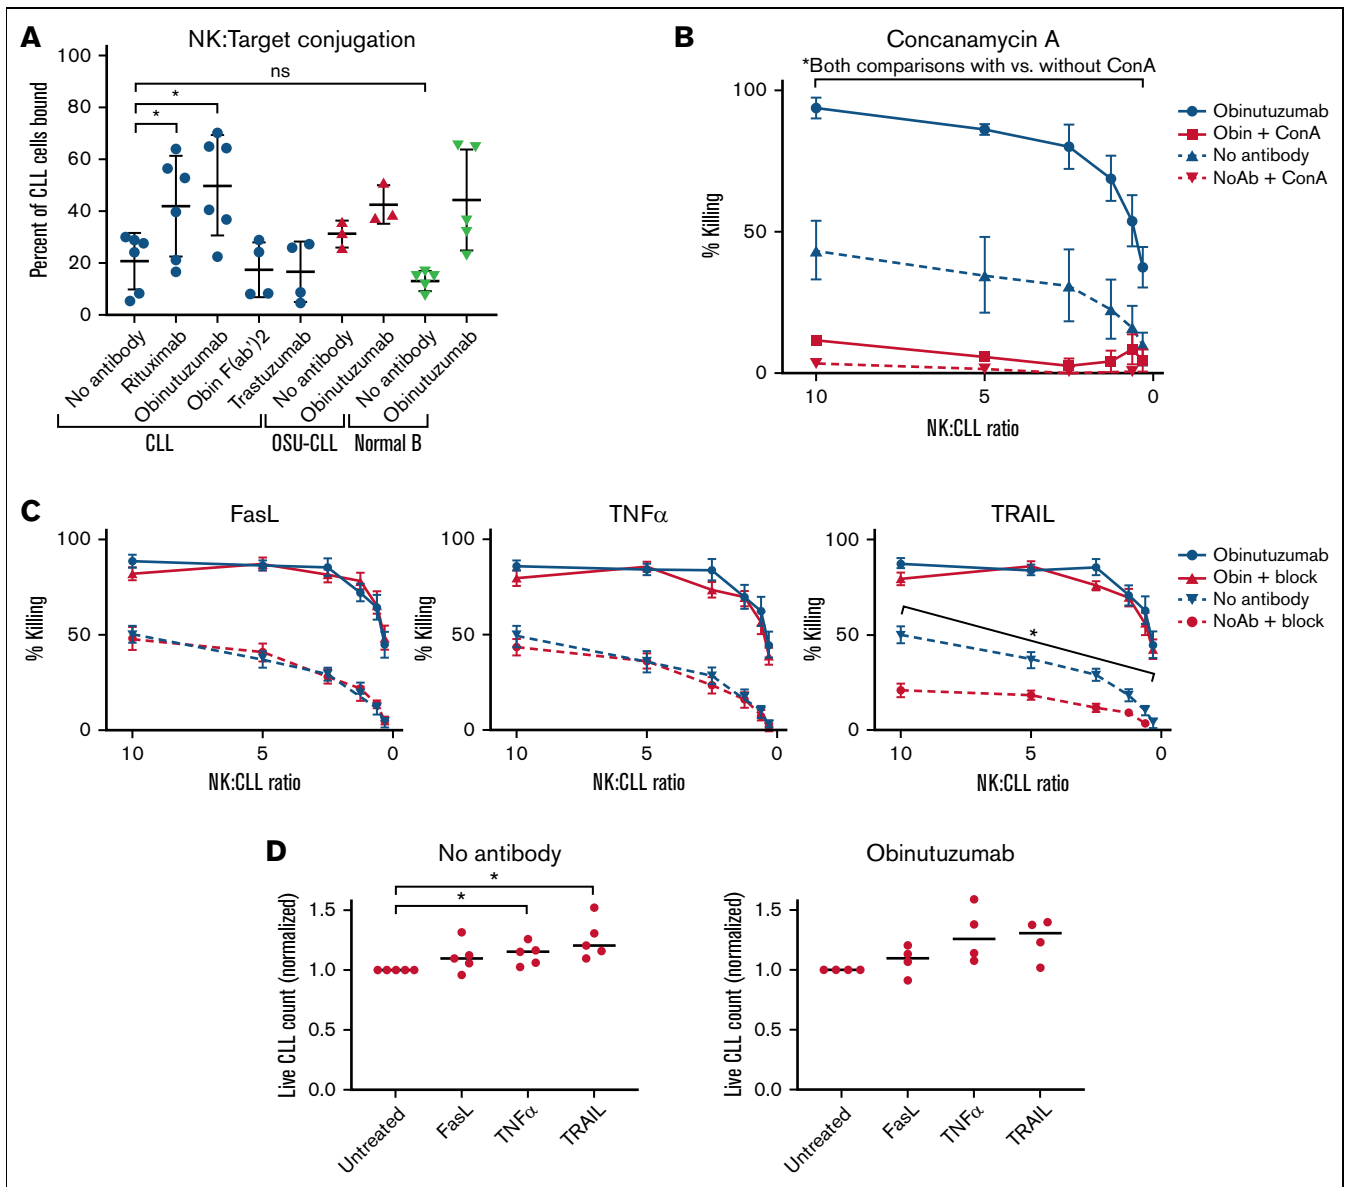 A
NK:Target conjugation
Percent of CLL cells bound
100
80
60
40
20
0
ns
*
*
No antibody
Rituximab
Obinutuzumab
Obin F(ab')2
Trastuzumab
No antibody
Obinutuzumab
No antibody
Obinutuzumab
CLL
OSU-CLL
Normal B
B
Concanamycin A
*Both comparisons with vs. without ConA
% Killing
100
50
0
10
5
0
NK:CLL ratio
Obinutuzumab
Obin + ConA
No antibody
NoAb + ConA
C
FasL
% Killing
100
50
0
10
5
0
NK:CLL ratio
TNFα
% Killing
100
50
0
10
5
0
NK:CLL ratio
TRAIL
% Killing
100
50
0
*
10
5
0
NK:CLL ratio
Obinutuzumab
Obin + block
No antibody
NoAb + block
D
No antibody
Live CLL count (normalized)
1.5
1.0
0.5
0.0
*
*
Untreated
FasL
TNFα
TRAIL
Obinutuzumab
Live CLL count (normalized)
1.5
1.0
0.5
0.0
Untreated
FasL
TNFα
TRAIL